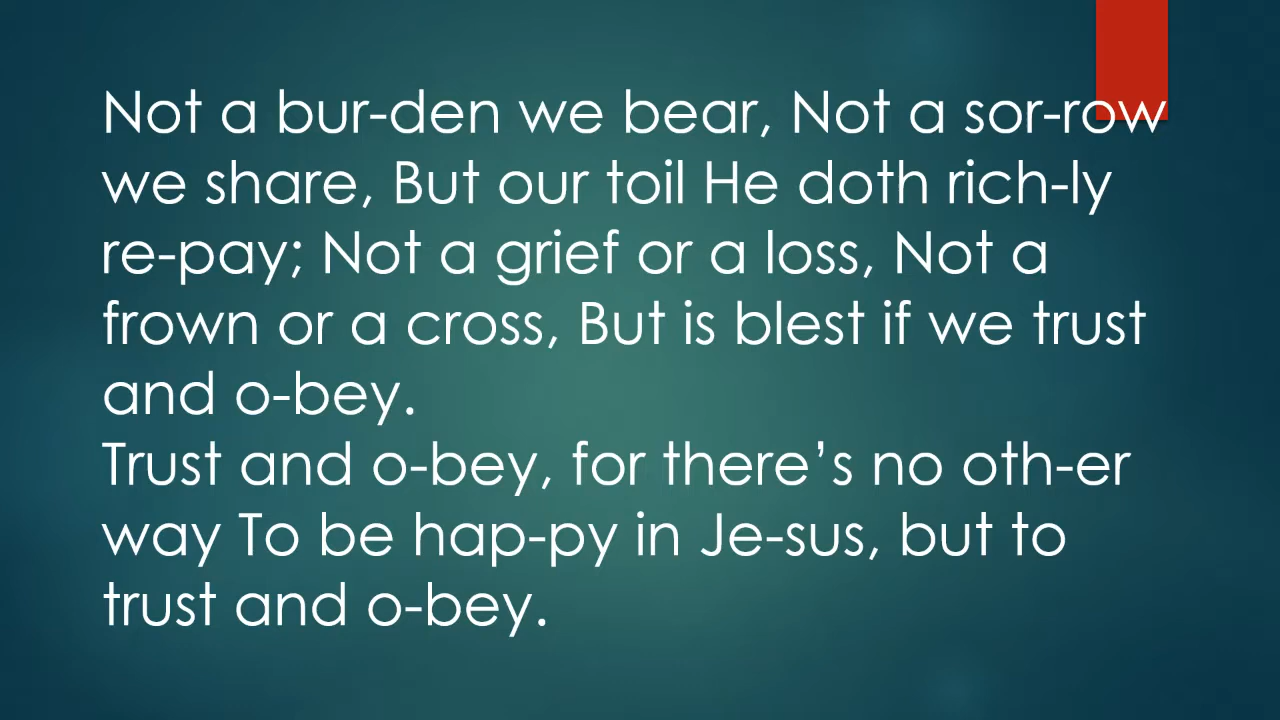 Not a bur-den we bear, Not a sor-row
we share, But our toil He doth rich-ly
re-pay; Not a grief or a loss, Not a
frown or a cross, But is blest if we trust
and o-bey.
Trust and o-bey, for there’s no oth-er
way To be hap-py in Je-sus, but to
trust and o-bey.